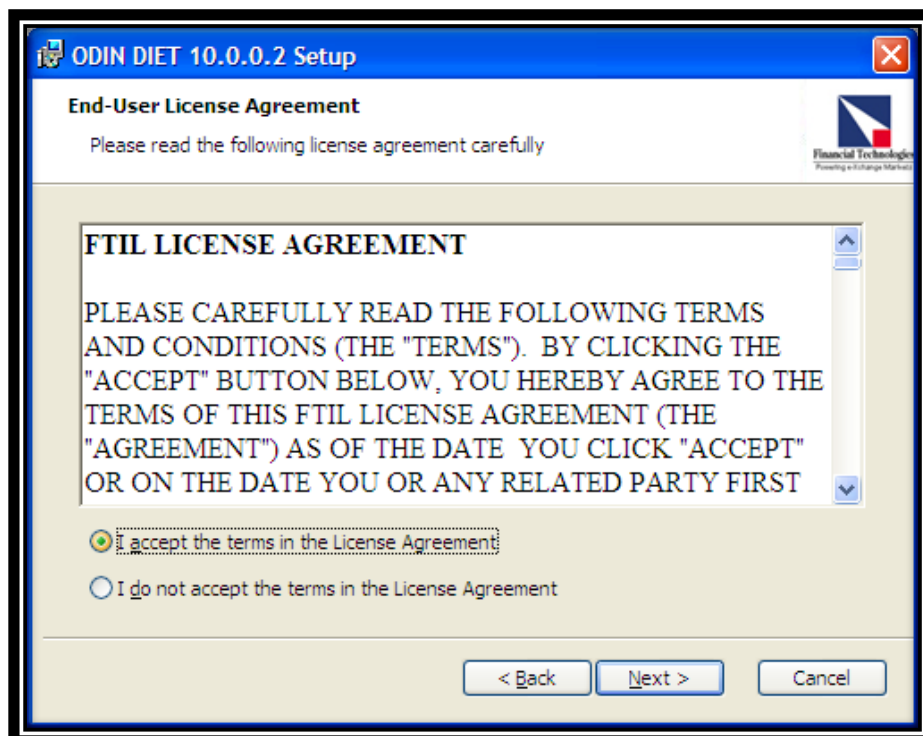 ODIN DIET 10.0.0.2 Setup
End-User License Agreement
Please read the following license agreement carefully
Financial Technologies
Powering e-Xchange Markets
FTIL LICENSE AGREEMENT
PLEASE CAREFULLY READ THE FOLLOWING TERMS
AND CONDITIONS (THE "TERMS").  BY CLICKING THE
"ACCEPT" BUTTON BELOW, YOU HEREBY AGREE TO THE
TERMS OF THIS FTIL LICENSE AGREEMENT (THE
"AGREEMENT") AS OF THE DATE  YOU CLICK "ACCEPT"
OR ON THE DATE YOU OR ANY RELATED PARTY FIRST
I accept the terms in the License Agreement
I do not accept the terms in the License Agreement
< Back
Next >
Cancel